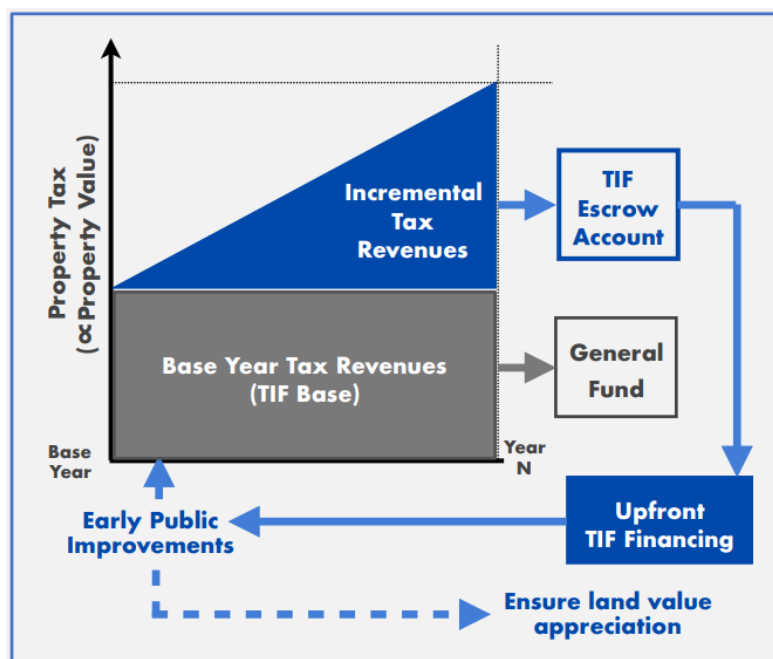 Property Tax
(∝Property Value)
Incremental
Tax
Revenues
TIF
Escrow
Account
Base Year Tax Revenues
(TIF Base)
General
Fund
Base
Year
Year
N
Early Public
Improvements
Upfront
TIF Financing
Ensure land value
appreciation